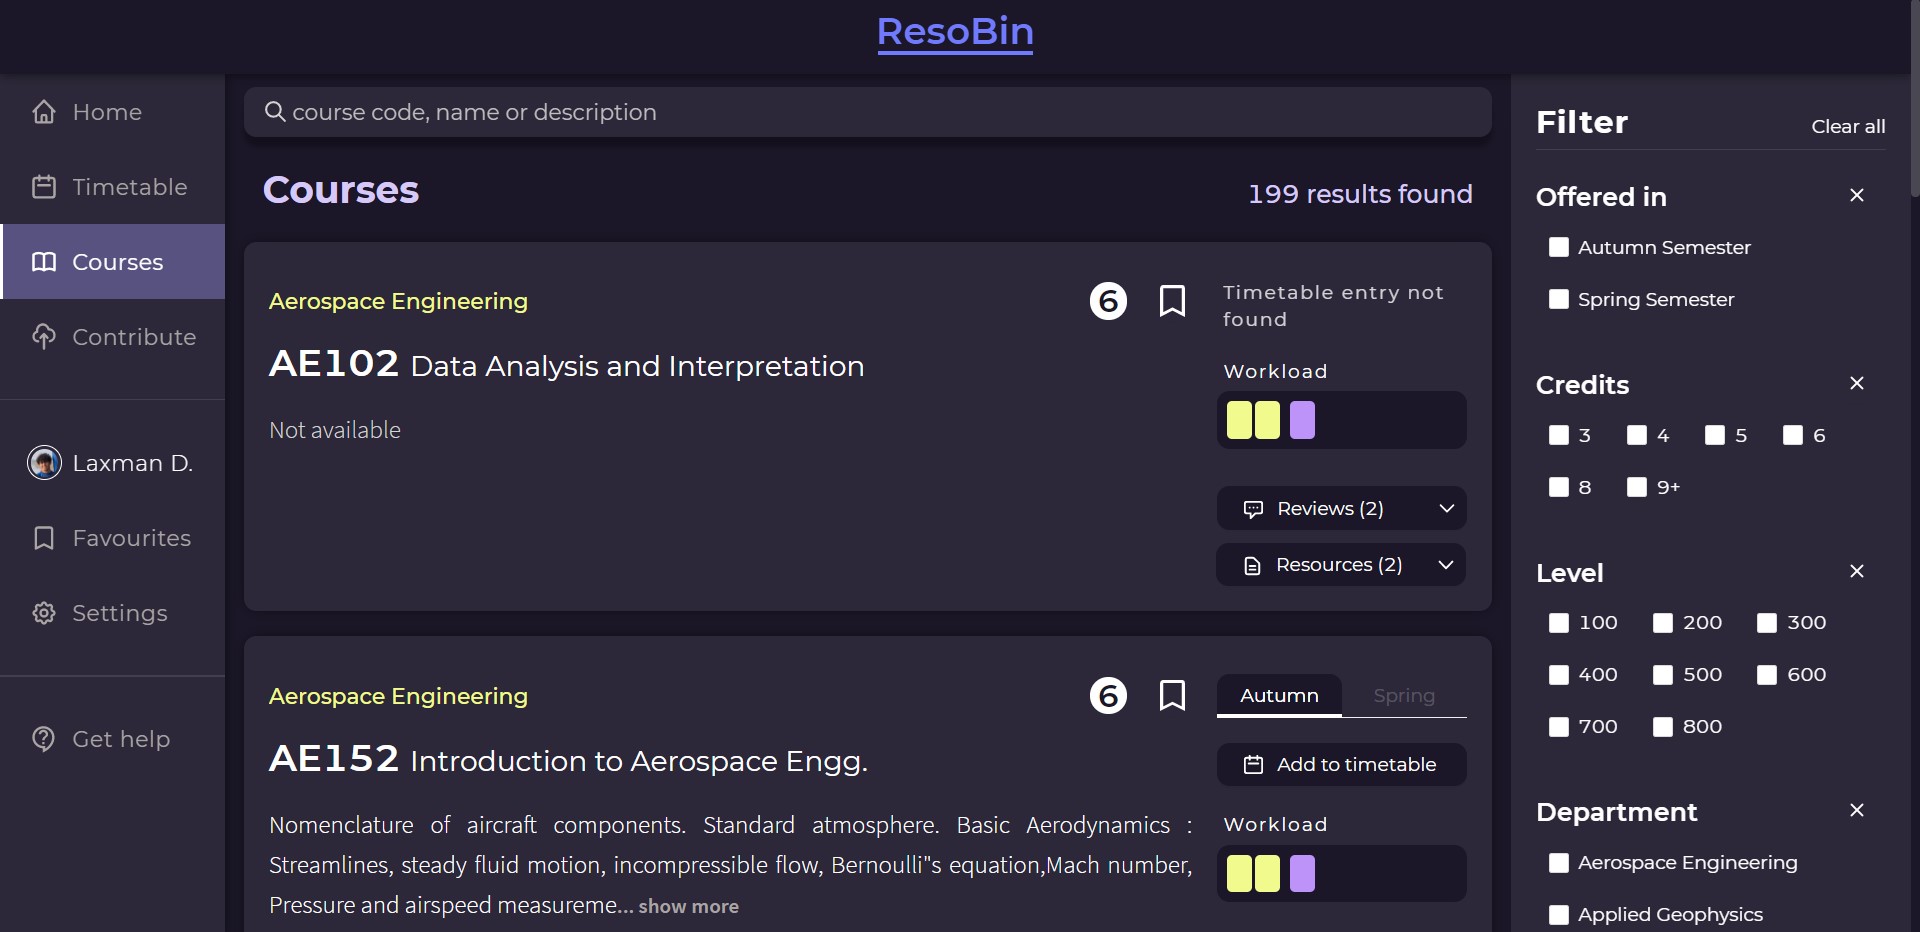 ResoBin
Home
Timetable
Courses
Contribute
Laxman D.
Favourites
Settings
Get help
course code, name or description
Courses
199 results found
Aerospace Engineering
6
AE102 Data Analysis and Interpretation
Not available
Timetable entry not
found
Workload
Reviews (2)
Resources (2)
Aerospace Engineering
6
AE152 Introduction to Aerospace Engg.
Nomenclature of aircraft components. Standard atmosphere. Basic Aerodynamics :
Streamlines, steady fluid motion, incompressible flow, Bernoulli"s equation,Mach number,
Pressure and airspeed measureme... show more
Autumn Spring
Add to timetable
Workload
Filter Clear all
Offered in
Autumn Semester
Spring Semester
Credits
3 4 5 6
8 9+
Level
100 200 300
400 500 600
700 800
Department
Aerospace Engineering
Applied Geophysics